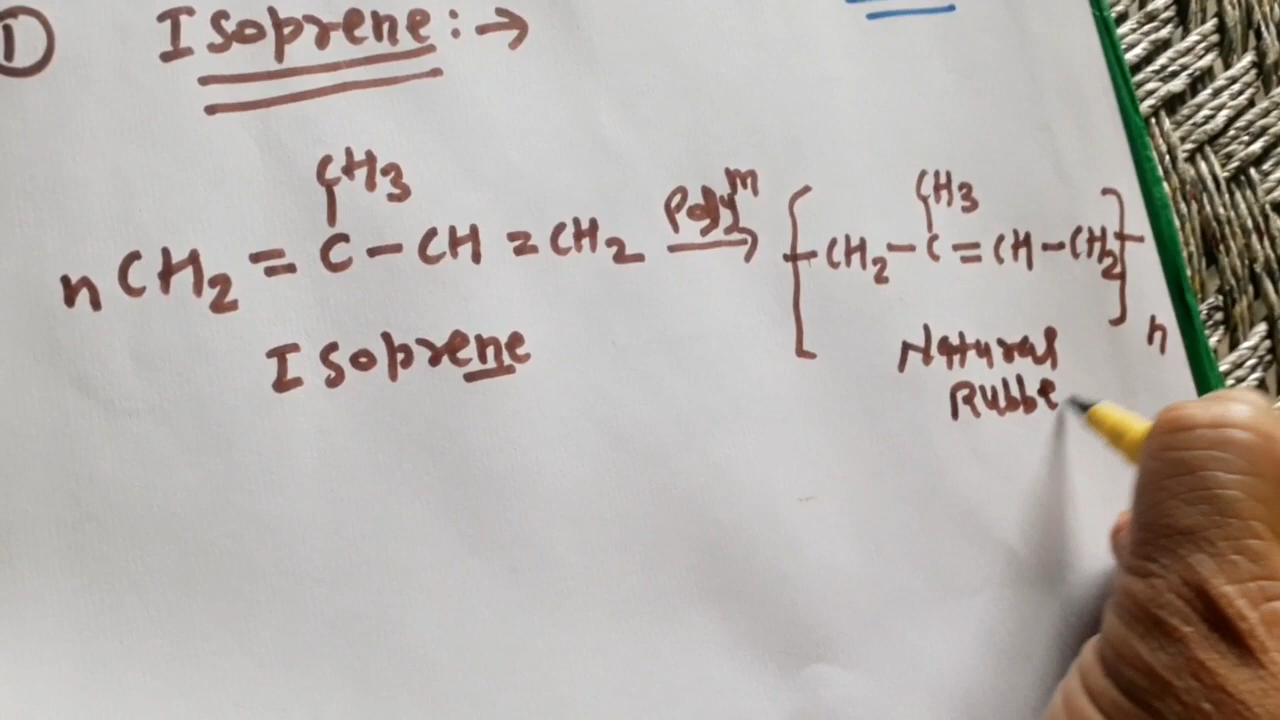 1 Isoprene:→
CH3 CH3
nCH2=C-CH=CH2 Polym → [-CH2-C=CH-CH2-]n
Isoprene Natural
Rubbe